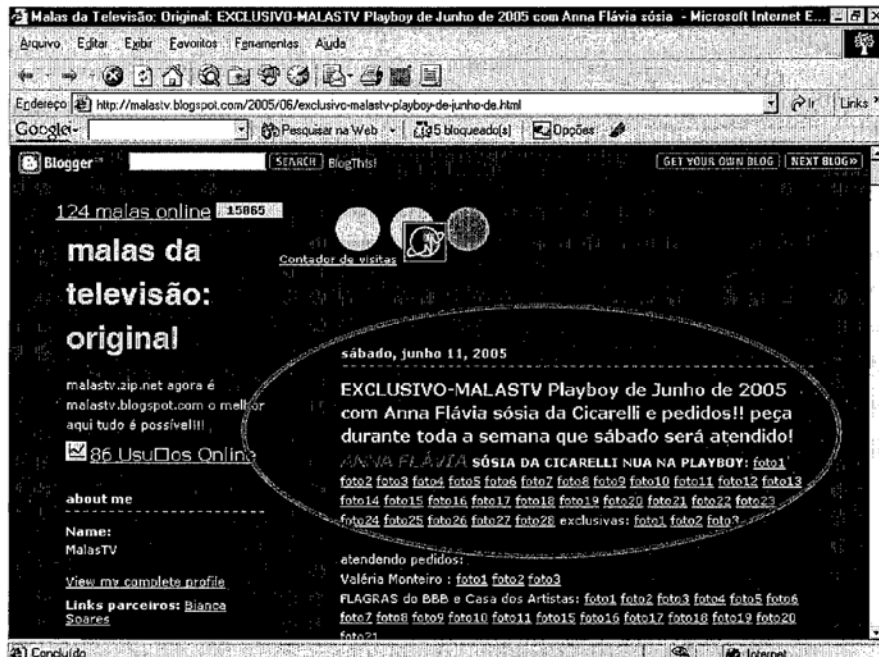 Malas da Televisão: Original: EXCLUSIVO-MALASTV Playboy de Junho de 2005 com Anna Flávia sósia - Microsoft Internet E...
Arquivo Editar Exibir Favoritos Ferramentas Ajuda
Endereço http://malastv.blogspot.com/2005/06/exclusivo-malastv-playboy-de-junho-de.html Ir Links »
Google Pesquisar na Web 5 bloqueado(s) Opções
Blogger SEARCH BlogThis! GET YOUR OWN BLOG NEXT BLOG»
124 malas online 15865
Contador de visitas
malas da
televisão:
original
malastv.zip.net agora é
malastv.blogspot.com o melhor
aqui tudo é possível!!!
86 Usu□os Online
about me
Name:
MalasTV
View my complete profile
Links parceiros: Bianca
Soares
sábado, junho 11, 2005
EXCLUSIVO-MALASTV Playboy de Junho de 2005
com Anna Flávia sósia da Cicarelli e pedidos!! peça
durante toda a semana que sábado será atendido!
ANNA FLÁVIA SÓSIA DA CICARELLI NUA NA PLAYBOY: foto1
foto2 foto3 foto4 foto5 foto6 foto7 foto8 foto9 foto10 foto11 foto12 foto13
foto14 foto15 foto16 foto17 foto18 foto19 foto20 foto21 foto22 foto23
foto24 foto25 foto26 foto27 foto28 exclusivas: foto1 foto2 foto3
atendendo pedidos:
Valéria Monteiro : foto1 foto2 foto3
FLAGRAS do BBB e Casa dos Artistas: foto1 foto2 foto3 foto4 foto5 foto6
foto7 foto8 foto9 foto10 foto11 foto12 foto13 foto14 foto15 foto16 foto17 foto18 foto19 foto20
foto21
Concluído Internet